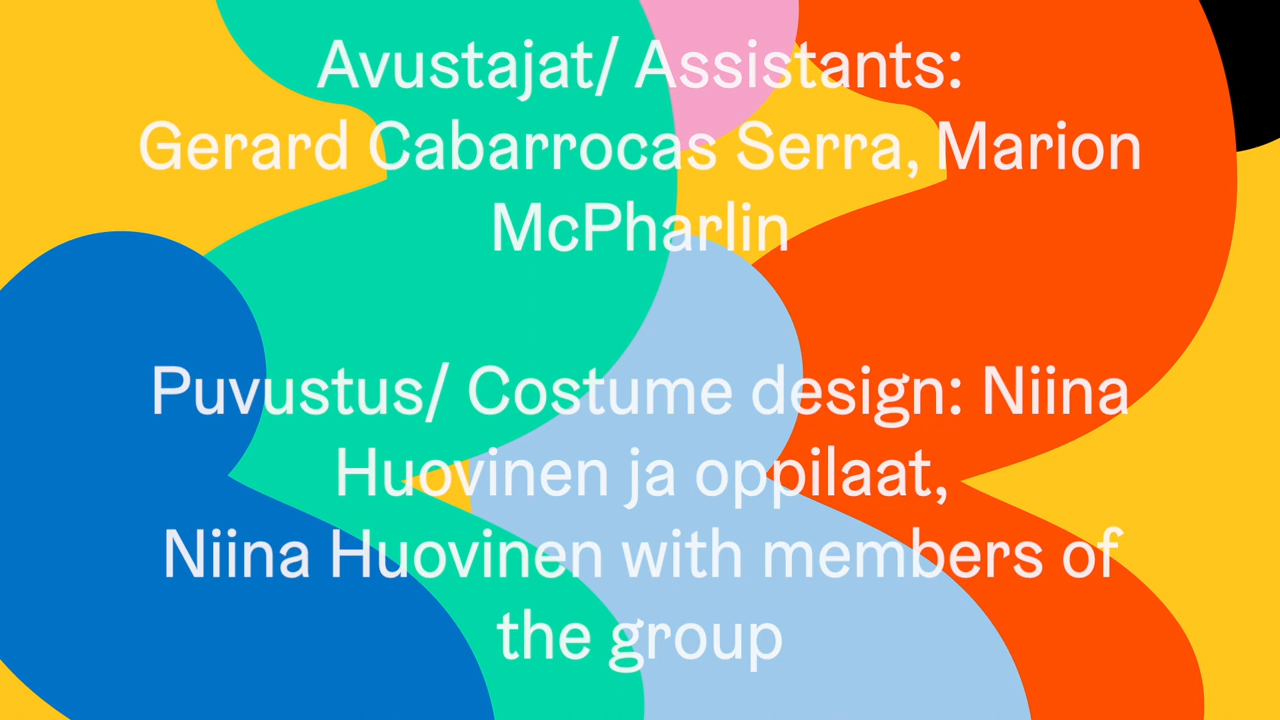 Avustajat/ Assistants:
Gerard Cabarrocas Serra, Marion
McPharlin
Puvustus/ Costume design: Niina
Huovinen ja oppilaat,
Niina Huovinen with members of
the group